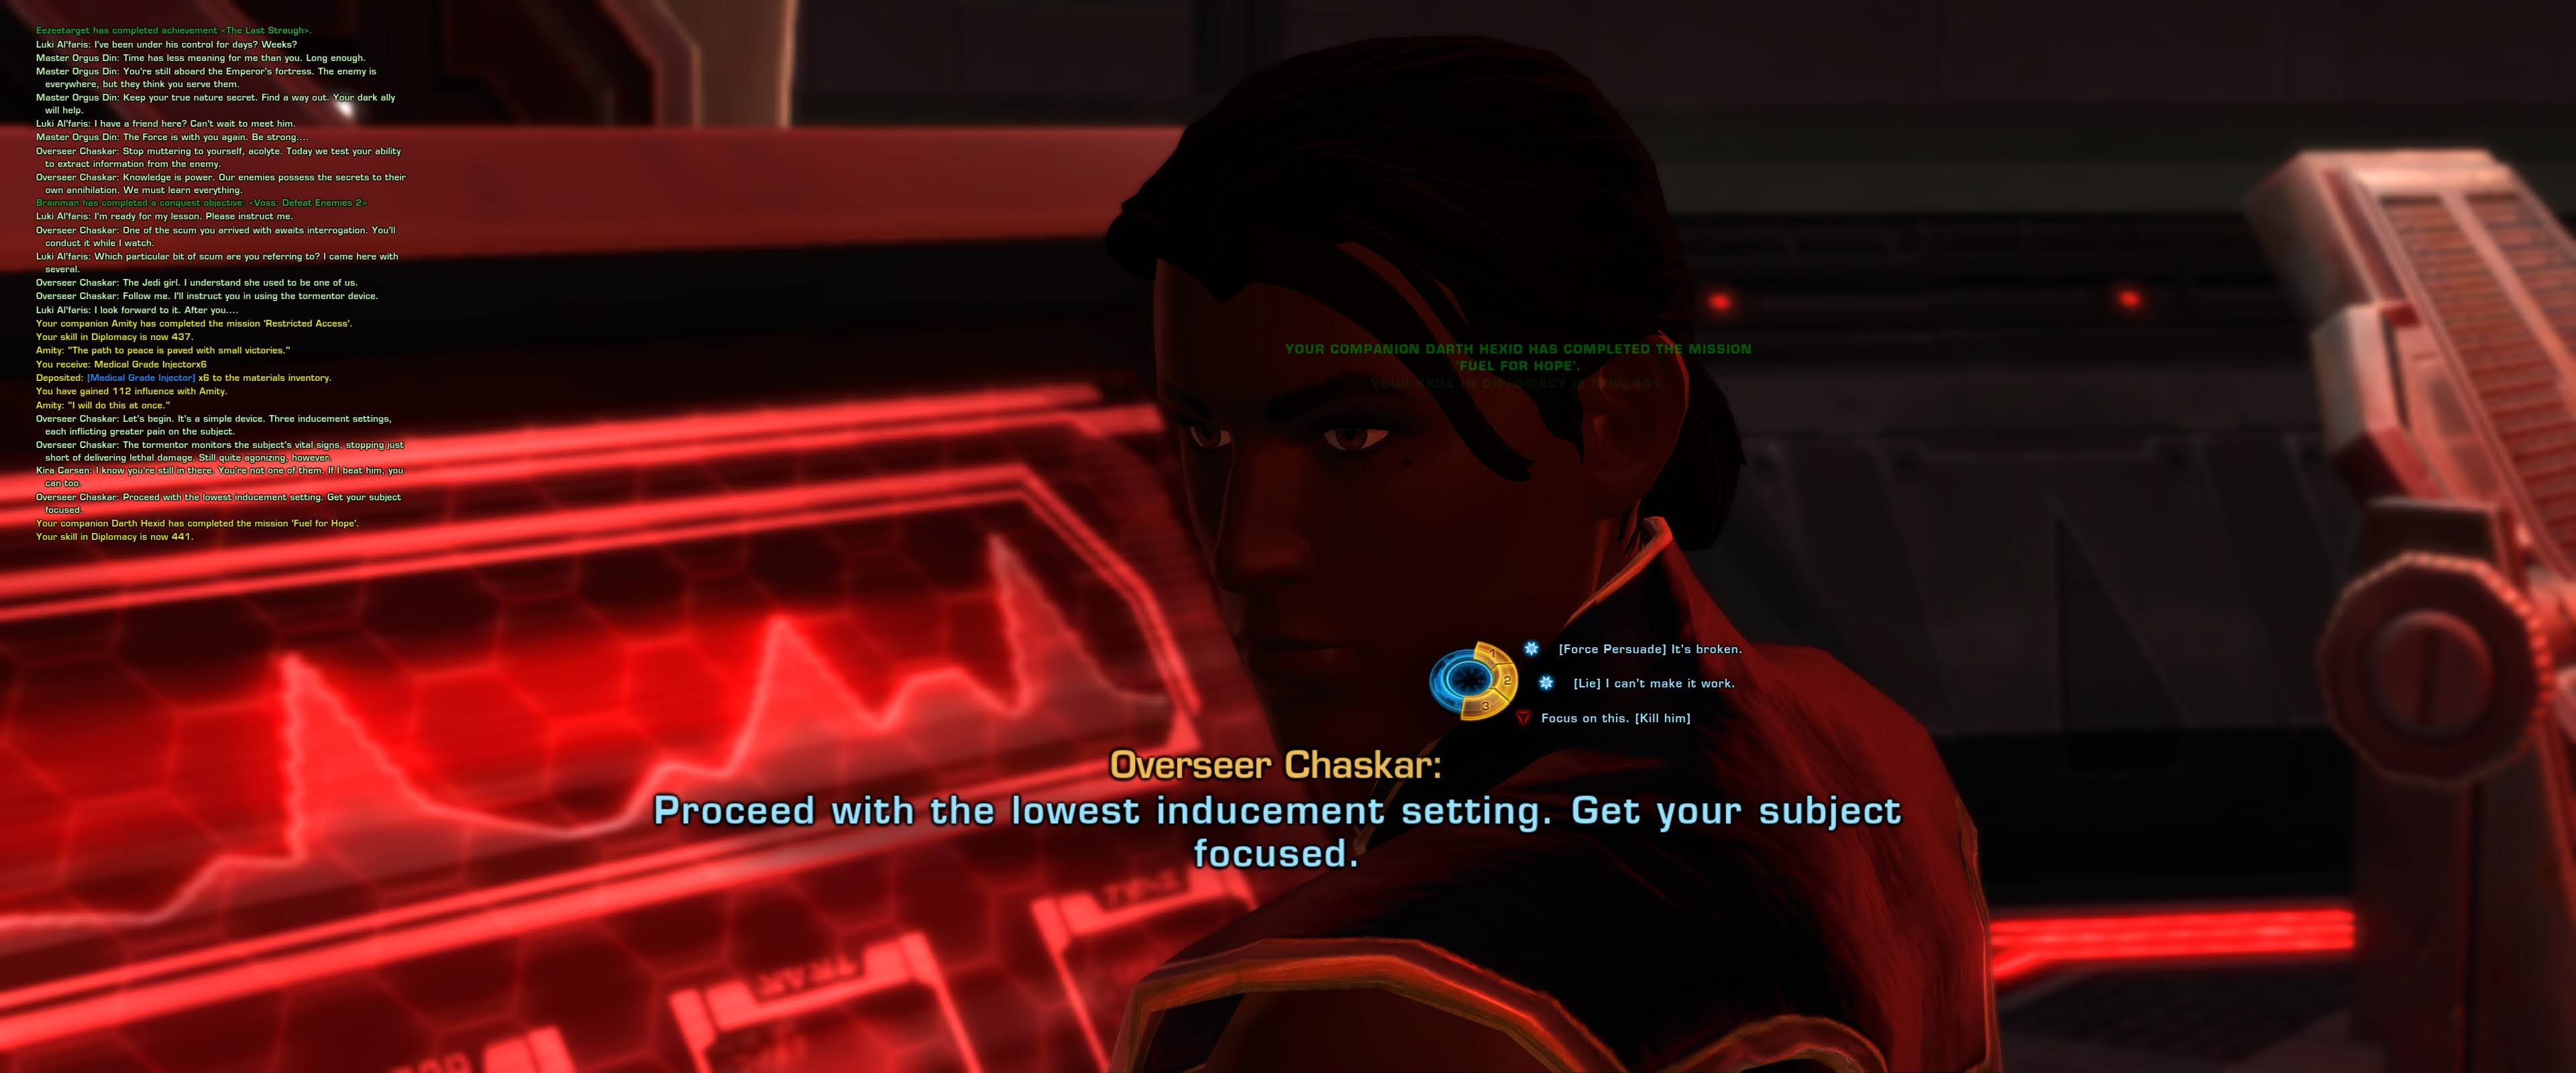 Eezeetarget has completed achievement <The Last Straugh>.
Luki Al'faris: I've been under his control for days? Weeks?
Master Orgus Din: Time has less meaning for me than you. Long enough.
Master Orgus Din: You're still aboard the Emperor's fortress. The enemy is
everywhere, but they think you serve them.
Master Orgus Din: Keep your true nature secret. Find a way out. Your dark ally
will help.
Luki Al'faris: I have a friend here? Can't wait to meet him.
Master Orgus Din: The Force is with you again. Be strong....
Overseer Chaskar: Stop muttering to yourself, acolyte. Today we test your ability
to extract information from the enemy.
Overseer Chaskar: Knowledge is power. Our enemies possess the secrets to their
own annihilation. We must learn everything.
Brainman has completed a conquest objective: <Voss: Defeat Enemies 2>
Luki Al'faris: I'm ready for my lesson. Please instruct me.
Overseer Chaskar: One of the scum you arrived with awaits interrogation. You'll
conduct it while I watch.
Luki Al'faris: Which particular bit of scum are you referring to? I came here with
several.
Overseer Chaskar: The Jedi girl. I understand she used to be one of us.
Overseer Chaskar: Follow me. I'll instruct you in using the tormentor device.
Luki Al'faris: I look forward to it. After you....
Your companion Amity has completed the mission 'Restricted Access'.
Your skill in Diplomacy is now 437.
Amity: "The path to peace is paved with small victories."
You receive: Medical Grade Injectorx6
Deposited: [Medical Grade Injector] x6 to the materials inventory.
You have gained 112 influence with Amity.
Amity: "I will do this at once."
Overseer Chaskar: Let's begin. It's a simple device. Three inducement settings,
each inflicting greater pain on the subject.
Overseer Chaskar: The tormentor monitors the subject's vital signs, stopping just
short of delivering lethal damage. Still quite agonizing, however.
Kira Carsen: I know you're still in there. You're not one of them. If I beat him, you
can too.
Overseer Chaskar: Proceed with the lowest inducement setting. Get your subject
focused.
Your companion Darth Hexid has completed the mission 'Fuel for Hope'.
Your skill in Diplomacy is now 441.
YOUR COMPANION DARTH HEXID HAS COMPLETED THE MISSION
'FUEL FOR HOPE'.
YOUR SKILL IN DIPLOMACY IS NOW 441.
1 [Force Persuade] It's broken.
2 [Lie] I can't make it work.
3 Focus on this. [Kill him]
Overseer Chaskar:
Proceed with the lowest inducement setting. Get your subject
focused.